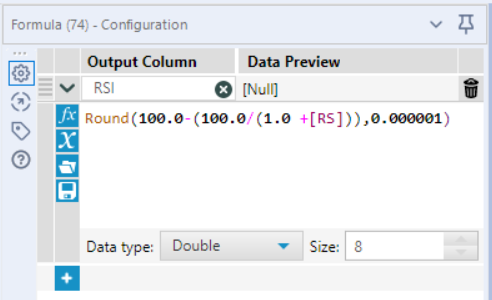 Formula (74) - Configuration
Output Column Data Preview
RSI [Null]
fx Round(100.0-(100.0/(1.0 +[RS])),0.000001)
X
Data type: Double Size: 8